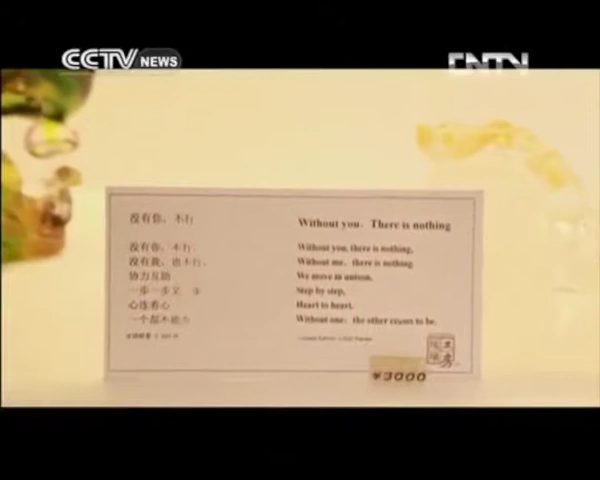 CCTV NEWS
CNTV
没有你，不行
没有你，不行，
没有我，也不行。
协力互助
一步一步又一步
心连着心
一个都不能少
Without you，There is nothing
Without you, there is nothing,
Without me, there is nothing
We move in unison,
Step by step,
Heart to heart,
Without one，the other ceases to be.
¥3000